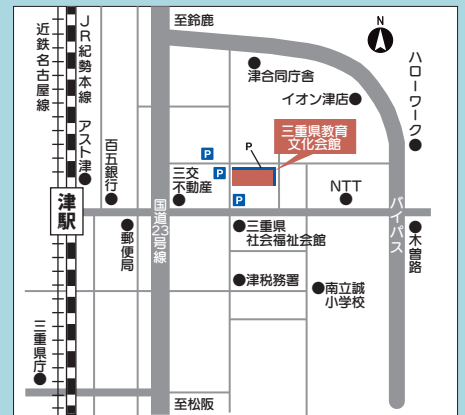 至鈴鹿
N
近鉄名古屋線
JR紀勢本線
アスト津
百五銀行
津合同庁舎
イオン津店
ハローワーク
三重県教育
文化会館
P
P
P
P
三交
不動産
NTT
津駅
国道23号線
バイパス
郵便局
三重県
社会福祉会館
木曽路
津税務署
南立誠
小学校
三重県庁
至松阪